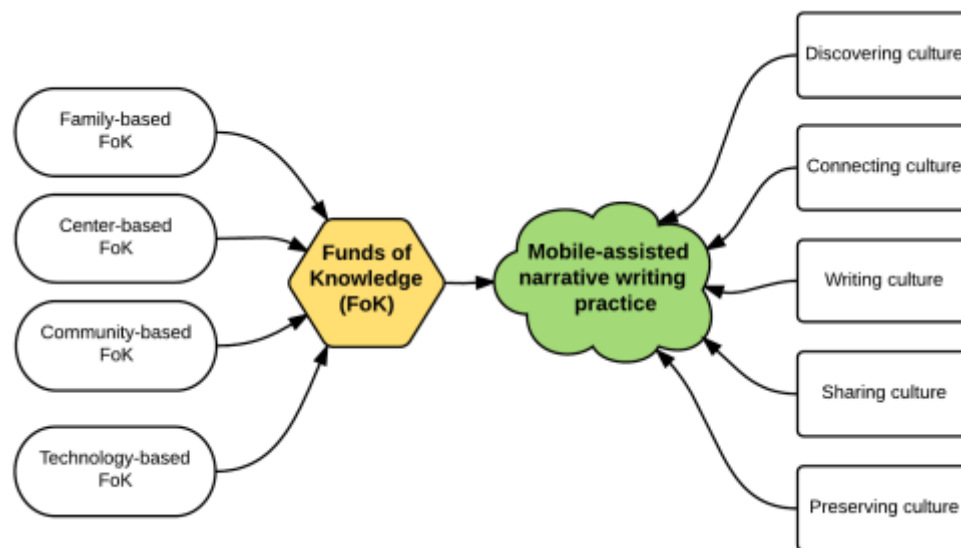 Family-based
FoK
Center-based
FoK
Community-based
FoK
Technology-based
FoK
Funds of
Knowledge
(FoK)
Mobile-assisted
narrative writing
practice
Discovering culture
Connecting culture
Writing culture
Sharing culture
Preserving culture